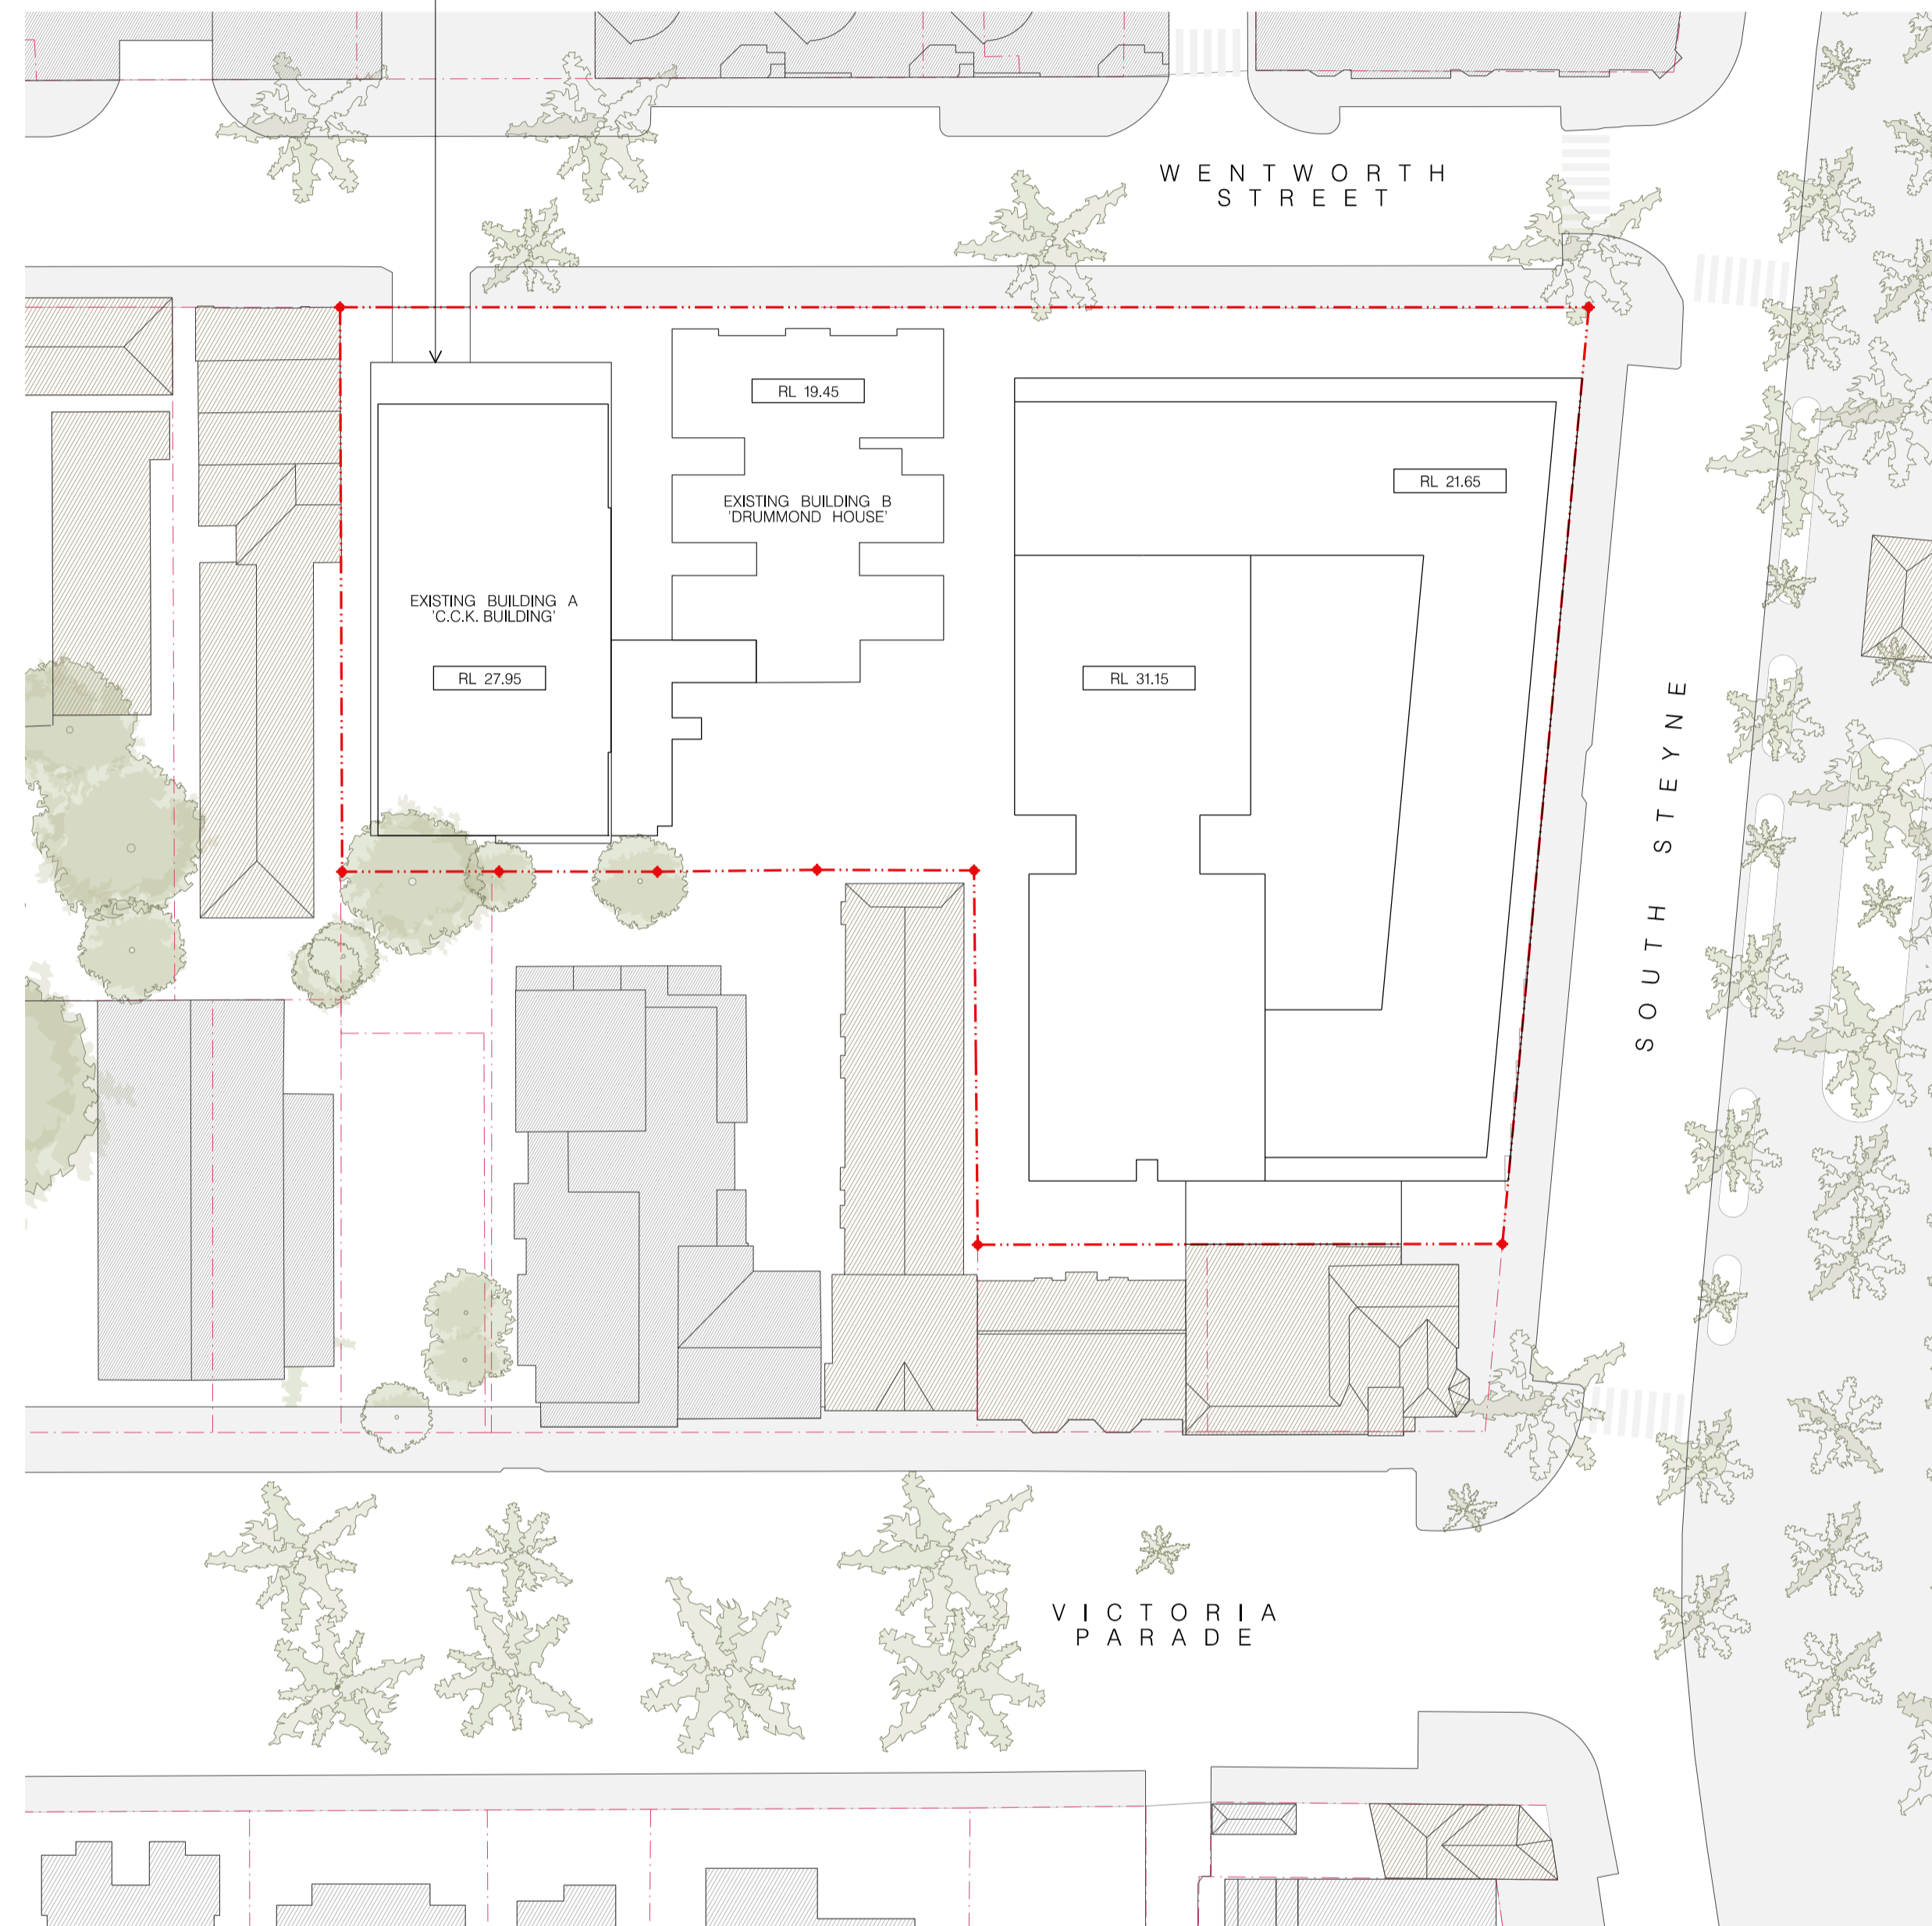 WENTWORTH
STREET
RL 19.45
RL 21.65
EXISTING BUILDING B
'DRUMMOND HOUSE'
EXISTING BUILDING A
'C.C.K. BUILDING'
RL 27.95
RL 31.15
SOUTH STEYNE
VICTORIA
PARADE